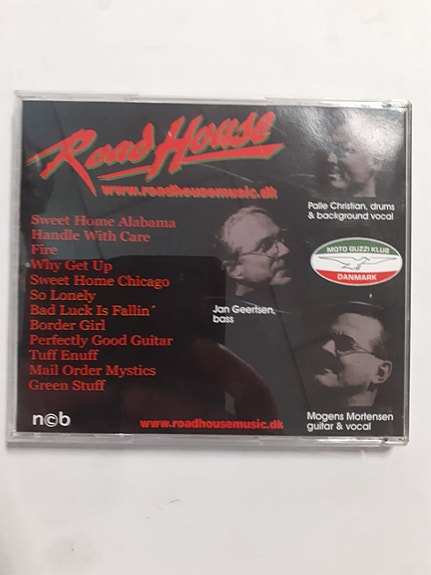 Road House
www.roadhousemusic.dk
Palle Christian, drums
& background vocal
Sweet Home Alabama
Handle With Care
Fire
Why Get Up
Sweet Home Chicago
So Lonely
Bad Luck Is Fallin´
Border Girl
Perfectly Good Guitar
Tuff Enuff
Mail Order Mystics
Green Stuff
MOTO GUZZI KLUB
DANMARK
Jan Geertsen,
bass
Mogens Mortensen
guitar & vocal
n©b
www.roadhousemusic.dk